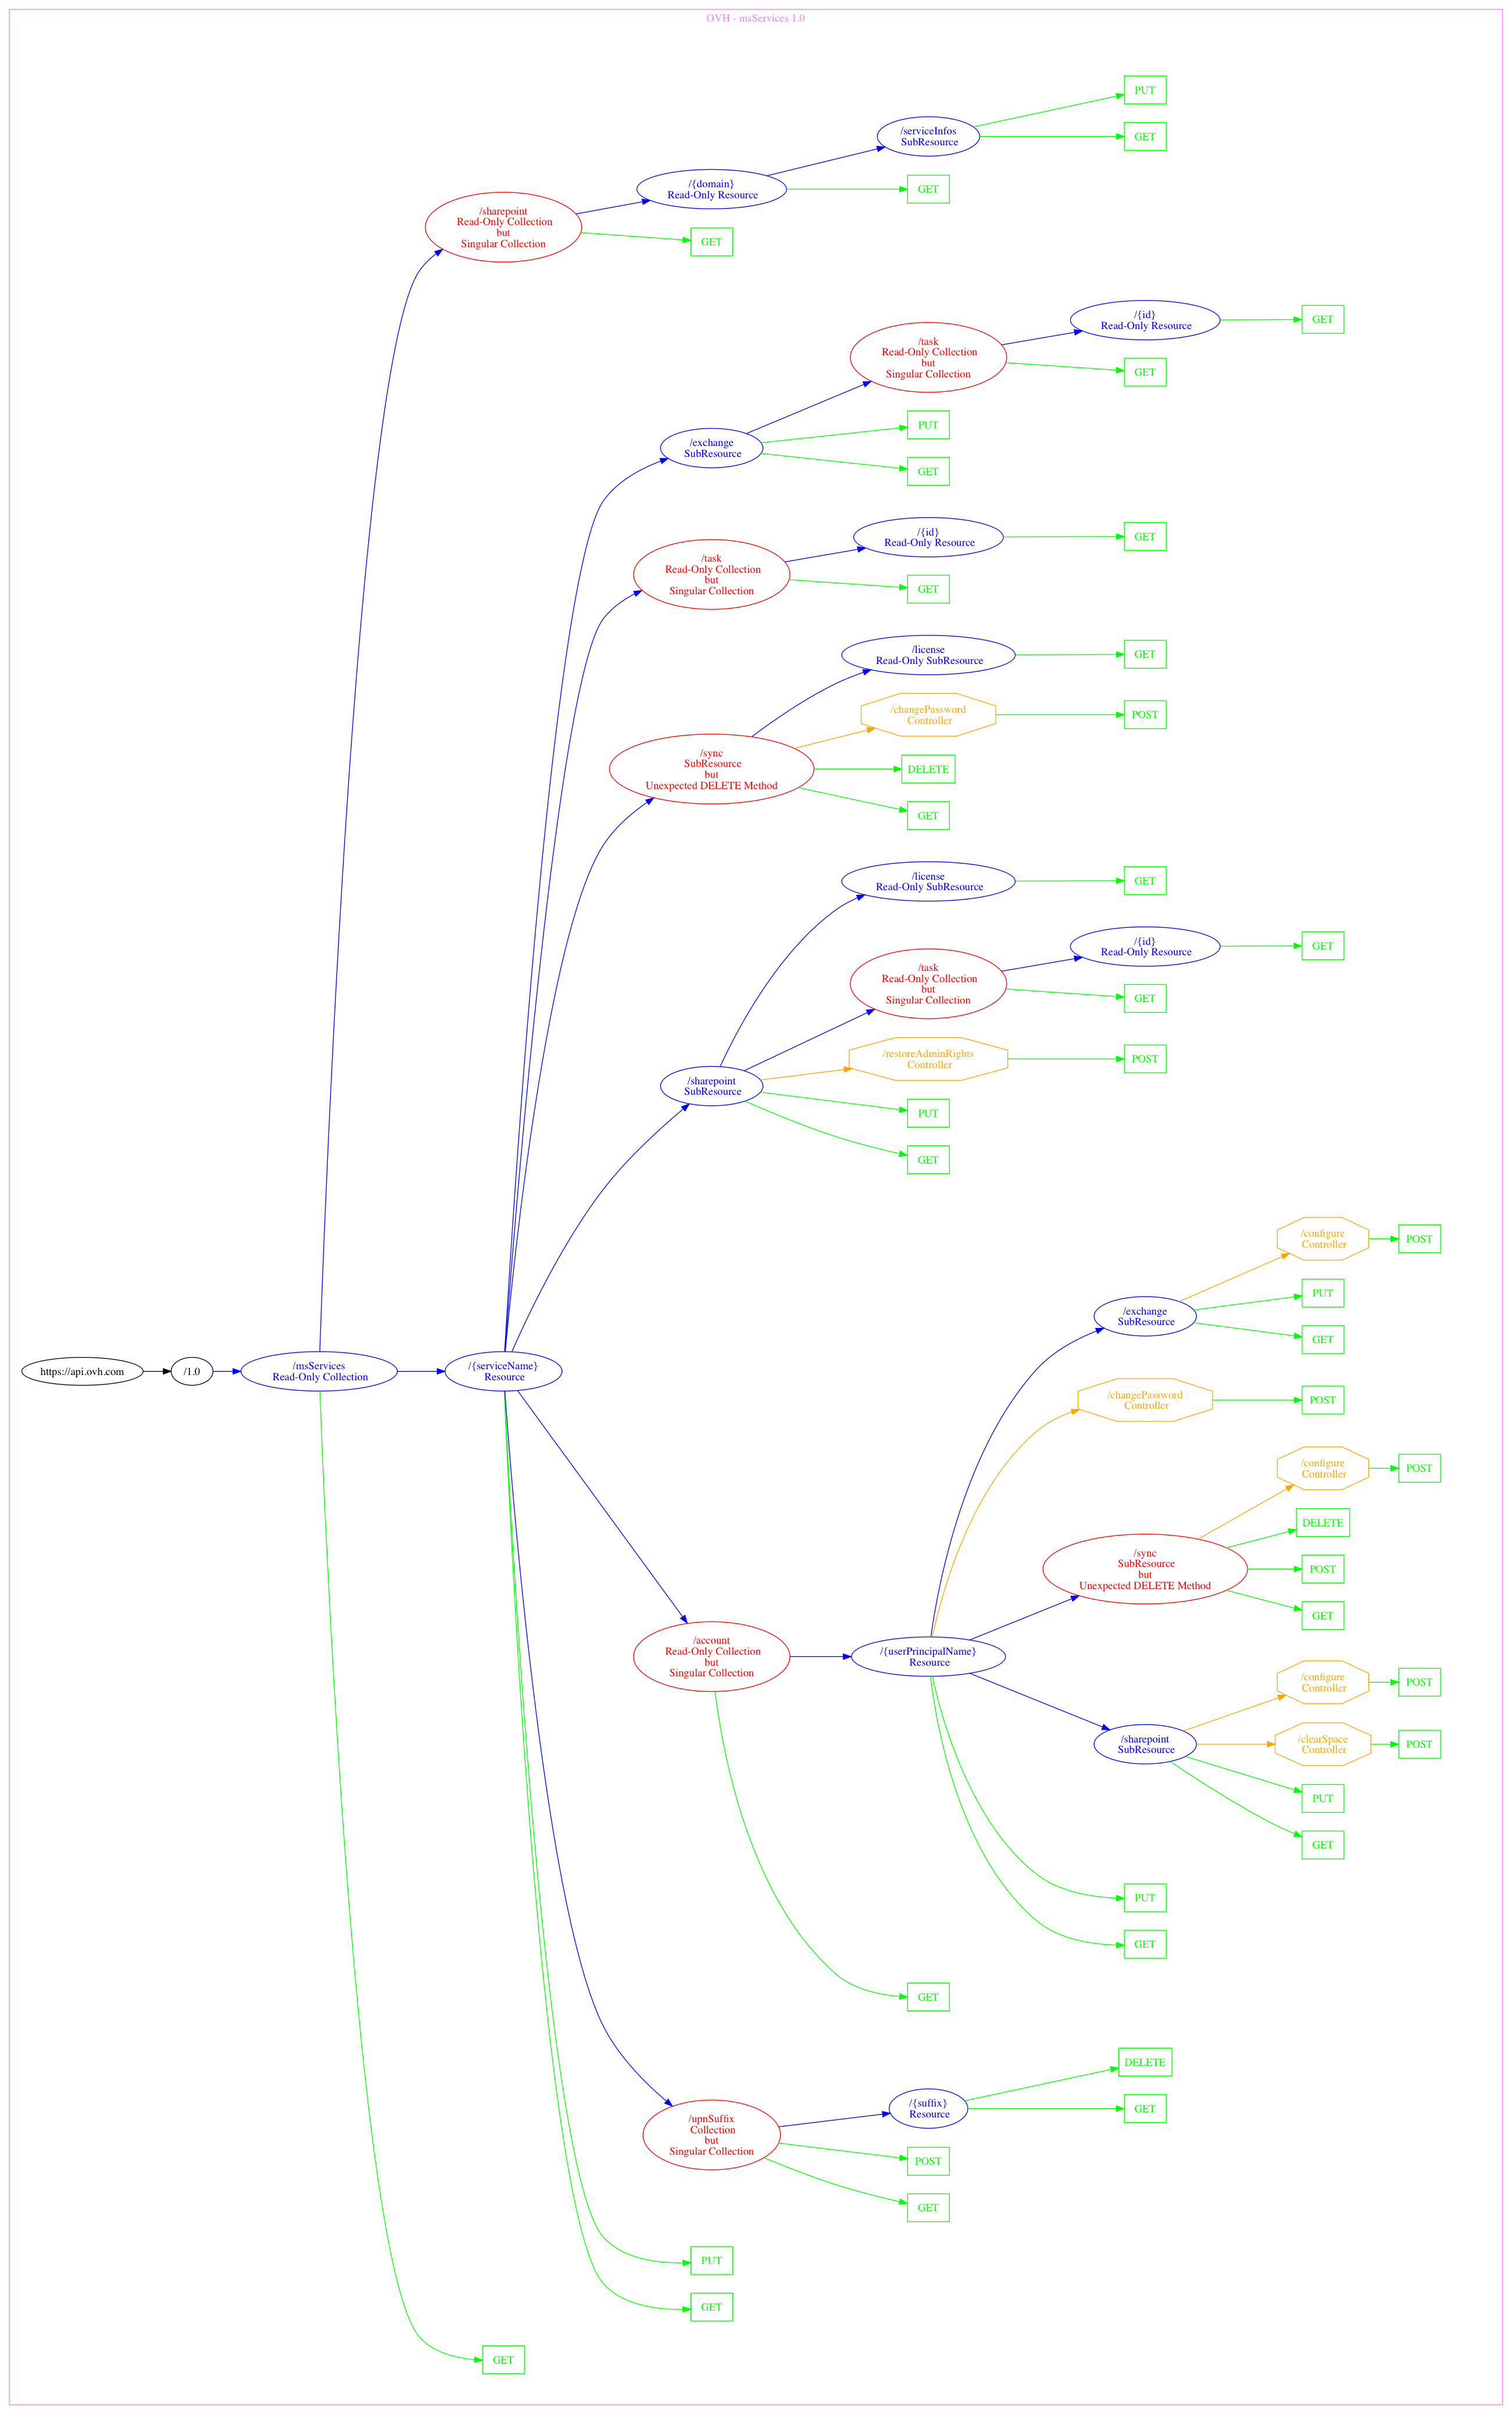 OVH - msServices 1.0
PUT
/serviceInfos
SubResource
GET
/{domain}
Read-Only Resource
GET
/sharepoint
Read-Only Collection
but
Singular Collection
GET
/{id}
Read-Only Resource
GET
/task
Read-Only Collection
but
Singular Collection
GET
PUT
/exchange
SubResource
GET
/{id}
Read-Only Resource
GET
/task
Read-Only Collection
but
Singular Collection
GET
/license
Read-Only SubResource
GET
/changePassword
Controller
POST
/sync
SubResource
but
Unexpected DELETE Method
DELETE
GET
/license
Read-Only SubResource
GET
/{id}
Read-Only Resource
GET
/task
Read-Only Collection
but
Singular Collection
GET
/restoreAdminRights
Controller
POST
/sharepoint
SubResource
PUT
GET
/configure
Controller
POST
PUT
/exchange
SubResource
GET
https://api.ovh.com
/1.0
/msServices
Read-Only Collection
/{serviceName}
Resource
/changePassword
Controller
POST
/configure
Controller
POST
DELETE
/sync
SubResource
but
Unexpected DELETE Method
POST
GET
/account
Read-Only Collection
but
Singular Collection
/{userPrincipalName}
Resource
/configure
Controller
POST
/sharepoint
SubResource
/clearSpace
Controller
POST
PUT
GET
PUT
GET
GET
DELETE
/{suffix}
Resource
GET
/upnSuffix
Collection
but
Singular Collection
POST
GET
PUT
GET
GET